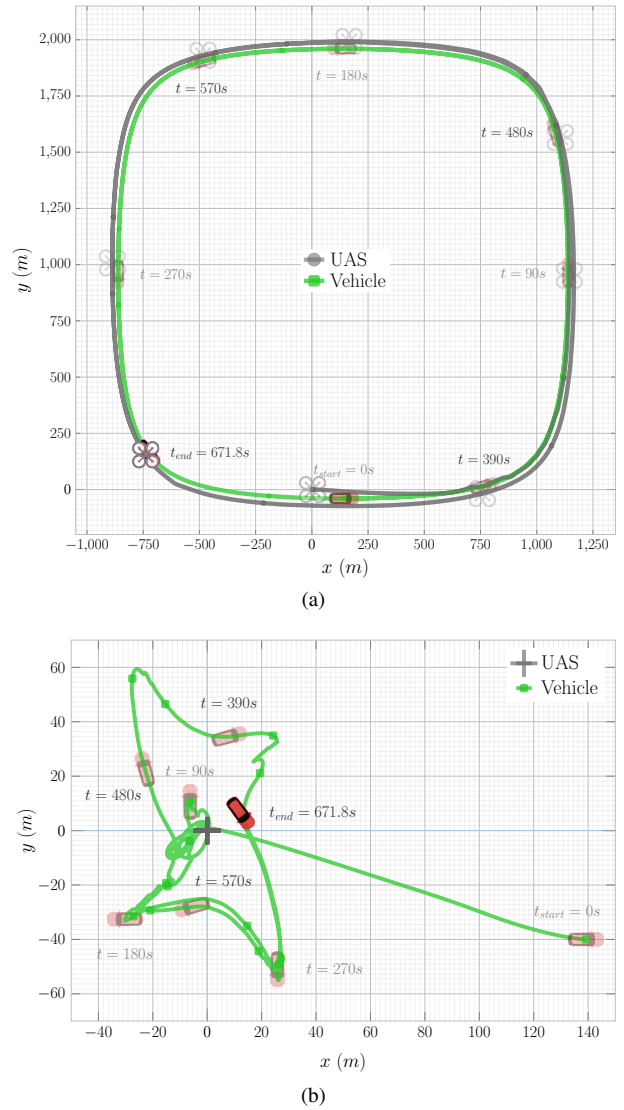 2,000
1,750
1,500
1,250
1,000
750
500
250
0
y (m)
t = 570s
t = 180s
t = 480s
UAS
Vehicle
t = 270s
t = 90s
t_end = 671.8s
t_start = 0s
t = 390s
−1,000 −750 −500 −250 0 250 500 750 1,000 1,250
x (m)
(a)
60
40
20
0
−20
−40
−60
y (m)
UAS
Vehicle
t = 390s
t = 90s
t = 480s
t_end = 671.8s
t = 570s
t_start = 0s
t = 180s
t = 270s
−40 −20 0 20 40 60 80 100 120 140
x (m)
(b)